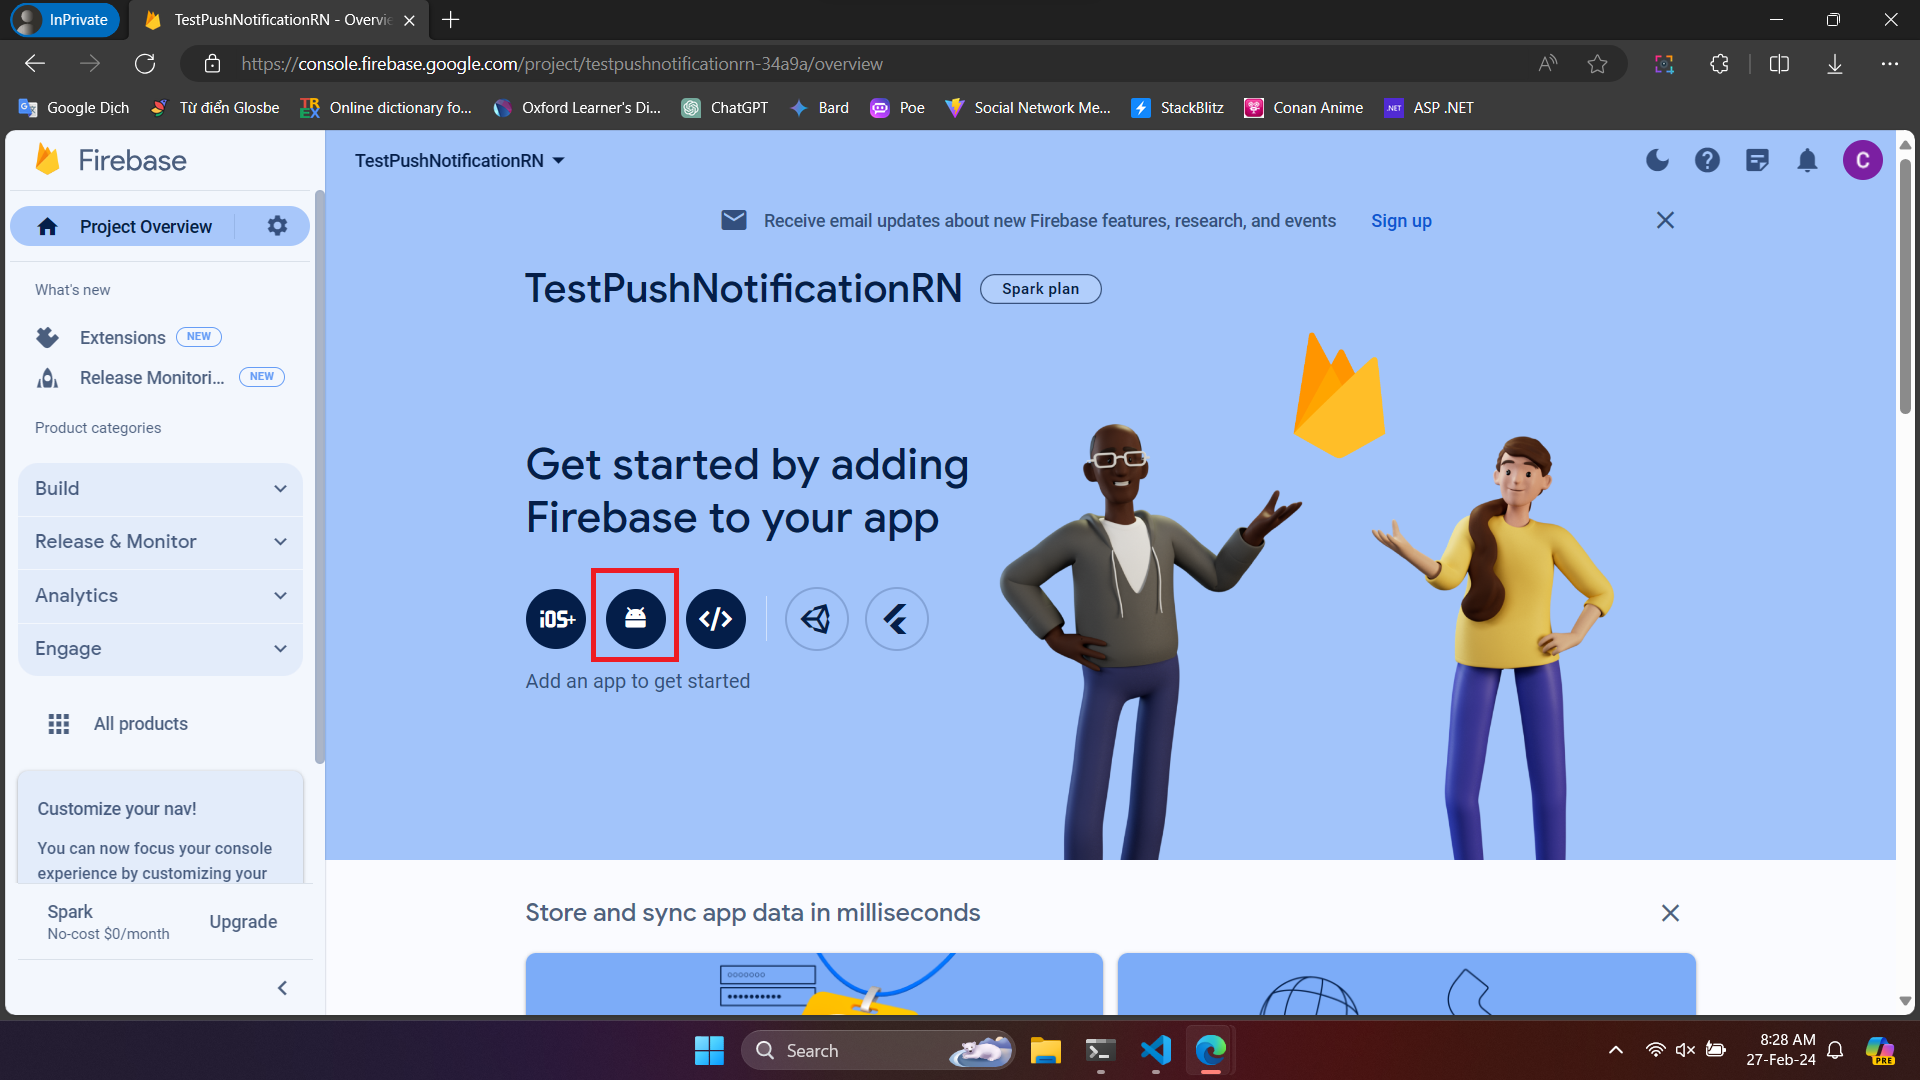 InPrivate
TestPushNotificationRN - Overvie
https://console.firebase.google.com/project/testpushnotificationrn-34a9a/overview
Google Dịch
Từ điển Glosbe
Online dictionary fo...
Oxford Learner's Di...
ChatGPT
Bard
Poe
Social Network Me...
StackBlitz
Conan Anime
ASP .NET
Firebase
TestPushNotificationRN
C
Project Overview
Receive email updates about new Firebase features, research, and events
Sign up
What's new
TestPushNotificationRN
Spark plan
Extensions
NEW
Release Monitori...
NEW
Product categories
Build
Release & Monitor
Analytics
Engage
Get started by adding
Firebase to your app
iOS+
Add an app to get started
All products
Customize your nav!
You can now focus your console
experience by customizing your
Spark
No-cost $0/month
Upgrade
Store and sync app data in milliseconds
Search
8:28 AM
27-Feb-24
PRE